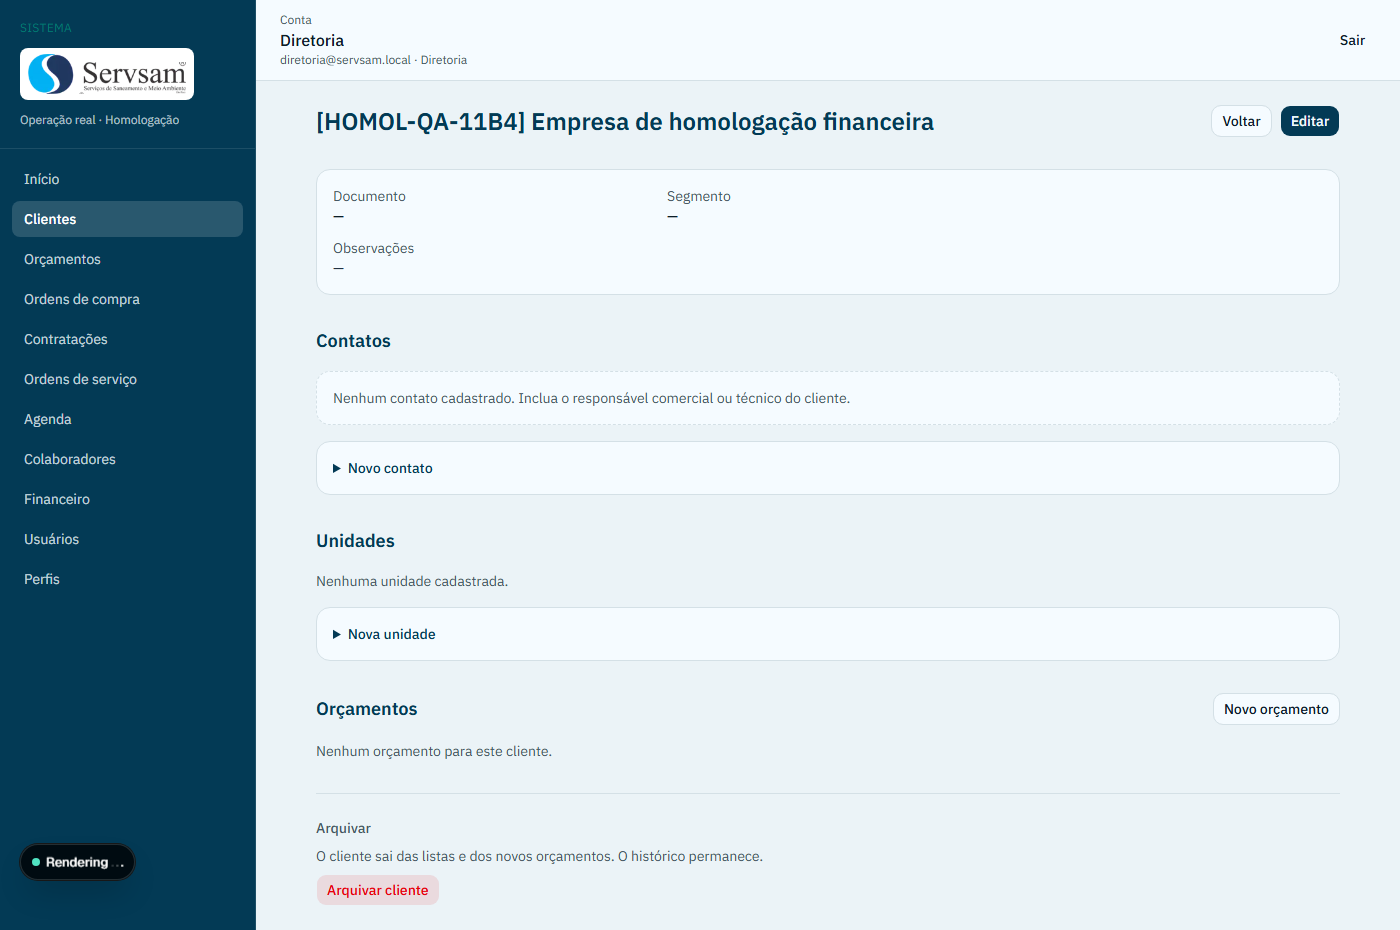 SISTEMA
Servsam
Serviços de Saneamento e Meio Ambiente
Operação real · Homologação
Início
Clientes
Orçamentos
Ordens de compra
Contratações
Ordens de serviço
Agenda
Colaboradores
Financeiro
Usuários
Perfis
Rendering ...
Conta
Diretoria
diretoria@servsam.local · Diretoria
Sair
[HOMOL-QA-11B4] Empresa de homologação financeira
Voltar
Editar
Documento
Segmento
—
—
Observações
—
Contatos
Nenhum contato cadastrado. Inclua o responsável comercial ou técnico do cliente.
Novo contato
Unidades
Nenhuma unidade cadastrada.
Nova unidade
Orçamentos
Novo orçamento
Nenhum orçamento para este cliente.
Arquivar
O cliente sai das listas e dos novos orçamentos. O histórico permanece.
Arquivar cliente